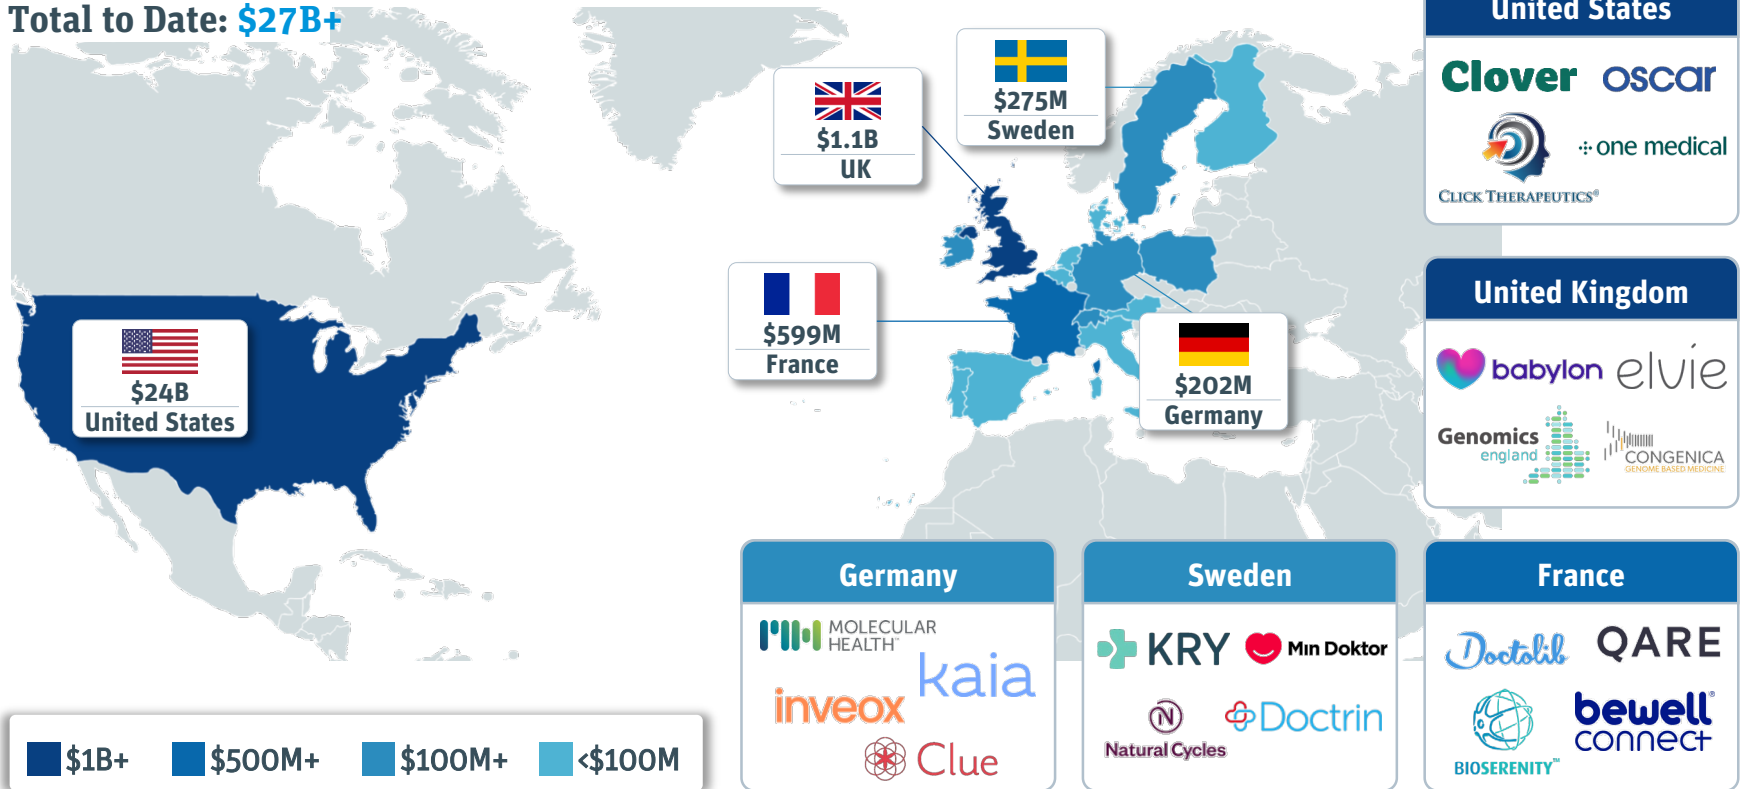 Total to Date: $27B+
$275M
Sweden
$1.1B
UK
$599M
France
$24B
United States
$202M
Germany
United States
Clover
oscar
CLICK THERAPEUTICS®
one medical
United Kingdom
babylon
elvie
Genomics
england
CONGENICA
GENOME BASED MEDICINE
Germany
MOLECULAR
HEALTH™
kaia
inveox
Clue
Sweden
KRY
Min Doktor
N
Natural Cycles
Doctrin
France
Doctolib
QARE
BIOSERENITY™
bewell®
connect
$1B+
$500M+
$100M+
<$100M